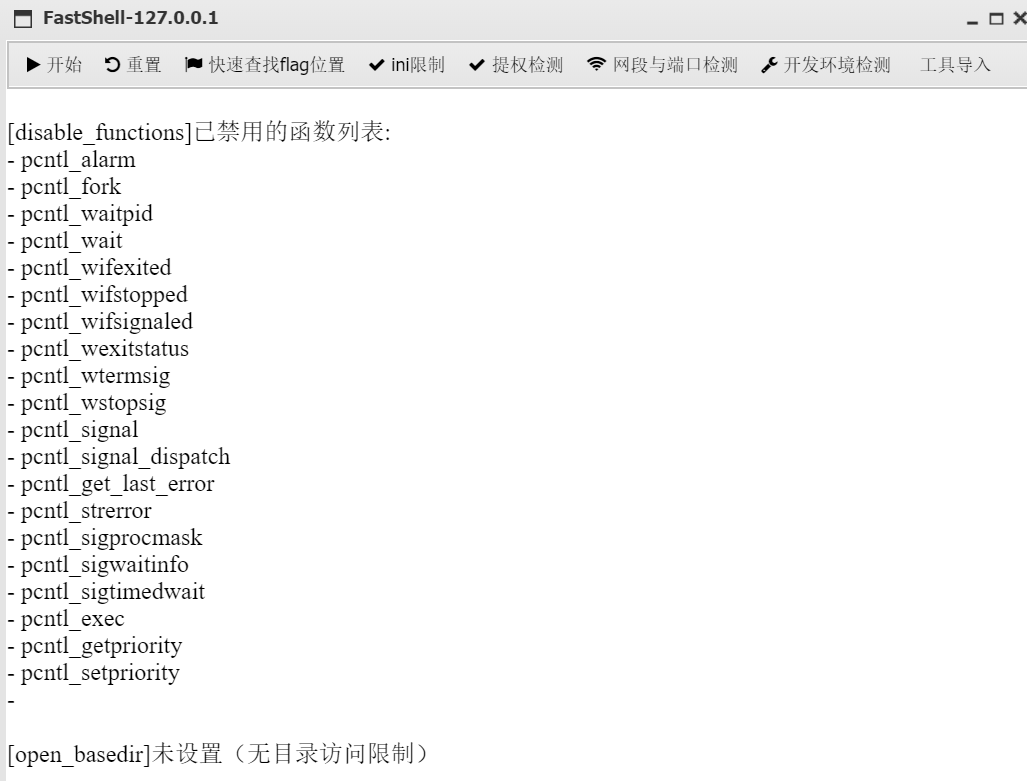 FastShell-127.0.0.1
开始 重置 快速查找flag位置 ini限制 提权检测 网段与端口检测 开发环境检测 工具导入
[disable_functions]已禁用的函数列表:
- pcntl_alarm
- pcntl_fork
- pcntl_waitpid
- pcntl_wait
- pcntl_wifexited
- pcntl_wifstopped
- pcntl_wifsignaled
- pcntl_wexitstatus
- pcntl_wtermsig
- pcntl_wstopsig
- pcntl_signal
- pcntl_signal_dispatch
- pcntl_get_last_error
- pcntl_strerror
- pcntl_sigprocmask
- pcntl_sigwaitinfo
- pcntl_sigtimedwait
- pcntl_exec
- pcntl_getpriority
- pcntl_setpriority
-
[open_basedir]未设置（无目录访问限制）